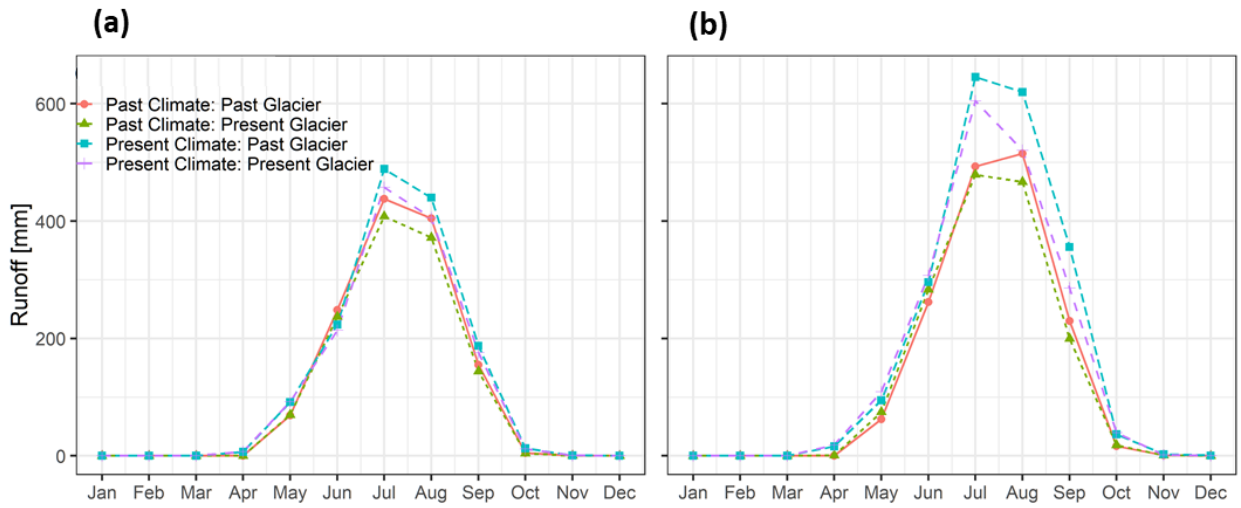 (a)
(b)
Runoff [mm]
600
400
200
0
Past Climate: Past Glacier
Past Climate: Present Glacier
Present Climate: Past Glacier
Present Climate: Present Glacier
Jan Feb Mar Apr May Jun Jul Aug Sep Oct Nov Dec
Jan Feb Mar Apr May Jun Jul Aug Sep Oct Nov Dec